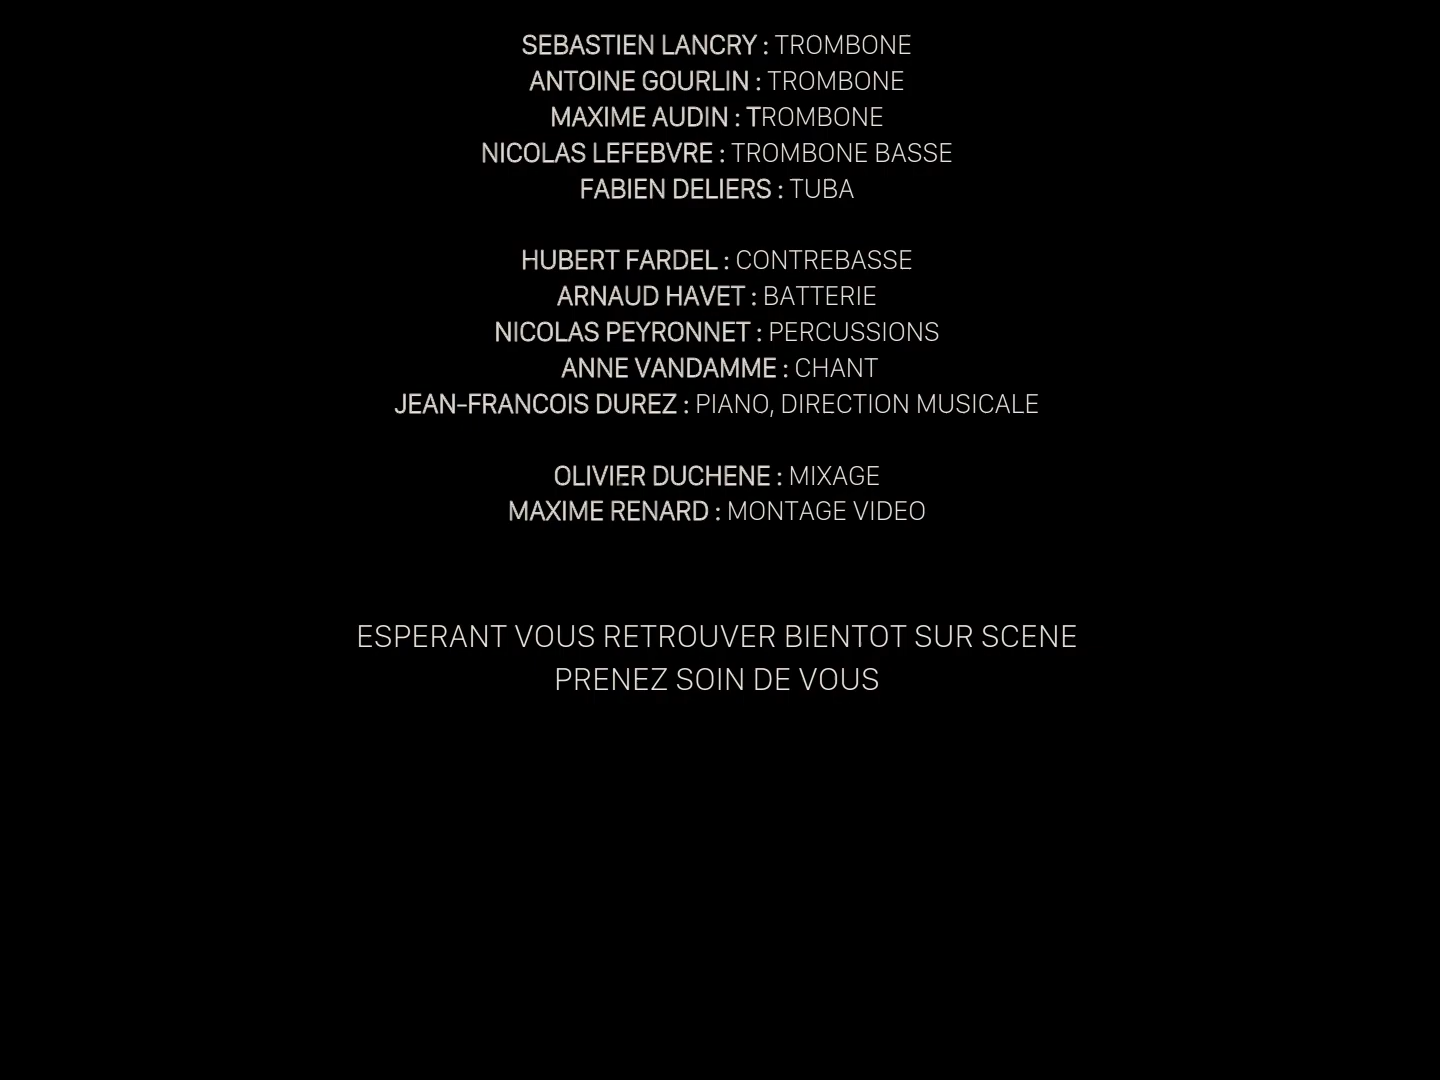 SEBASTIEN LANCRY : TROMBONE
ANTOINE GOURLIN : TROMBONE
MAXIME AUDIN : TROMBONE
NICOLAS LEFEBVRE : TROMBONE BASSE
FABIEN DELIERS : TUBA
HUBERT FARDEL : CONTREBASSE
ARNAUD HAVET : BATTERIE
NICOLAS PEYRONNET : PERCUSSIONS
ANNE VANDAMME : CHANT
JEAN-FRANCOIS DUREZ : PIANO, DIRECTION MUSICALE
OLIVIER DUCHENE : MIXAGE
MAXIME RENARD : MONTAGE VIDEO
ESPERANT VOUS RETROUVER BIENTOT SUR SCENE
PRENEZ SOIN DE VOUS